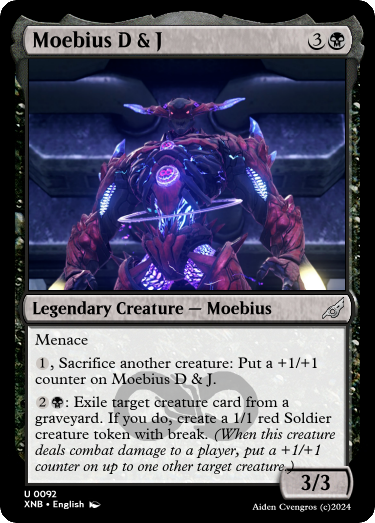 Moebius D & J 3
Legendary Creature — Moebius
Menace
1, Sacrifice another creature: Put a +1/+1
counter on Moebius D & J.
2 : Exile target creature card from a
graveyard. If you do, create a 1/1 red Soldier
creature token with break. (When this creature
deals combat damage to a player, put a +1/+1
counter on up to one other target creature.)
3/3
U 0092
XNB • English
Aiden Cvengros (c)2024